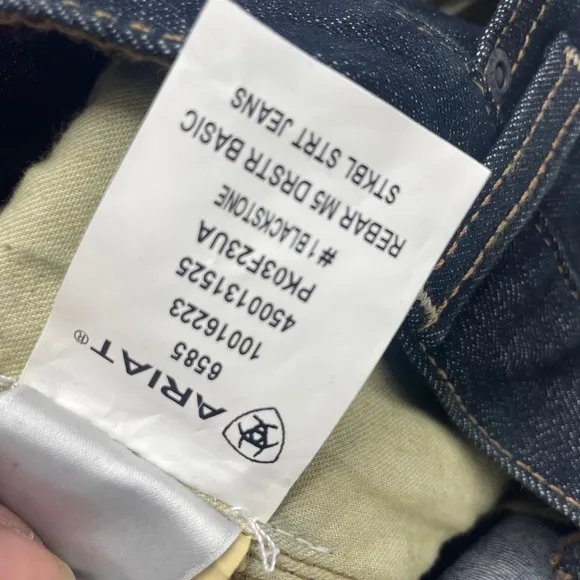 ARIAT®
6585
10016223
4500131525
PK03F23UA
#1 BLACKSTONE
REBAR M5 DRSTR BASIC
STKBL STRT JEANS